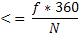 <= f * 360 / N